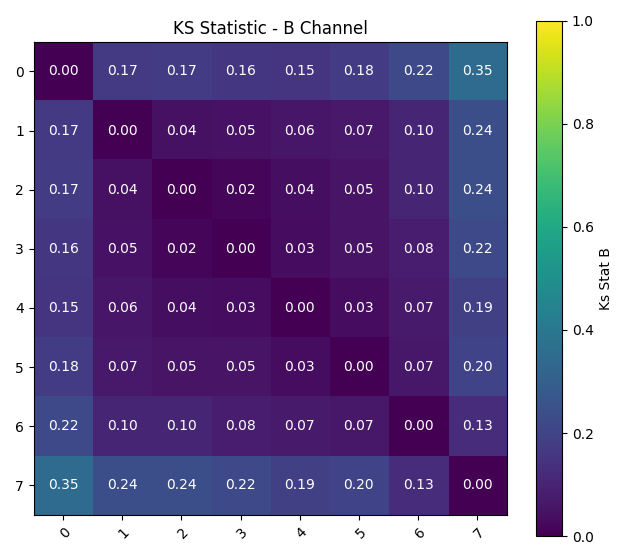 KS Statistic - B Channel
0 0.00 0.17 0.17 0.16 0.15 0.18 0.22 0.35
1 0.17 0.00 0.04 0.05 0.06 0.07 0.10 0.24
2 0.17 0.04 0.00 0.02 0.04 0.05 0.10 0.24
3 0.16 0.05 0.02 0.00 0.03 0.05 0.08 0.22
4 0.15 0.06 0.04 0.03 0.00 0.03 0.07 0.19
5 0.18 0.07 0.05 0.05 0.03 0.00 0.07 0.20
6 0.22 0.10 0.10 0.08 0.07 0.07 0.00 0.13
7 0.35 0.24 0.24 0.22 0.19 0.20 0.13 0.00
0 1 2 3 4 5 6 7
1.0
0.8
0.6
0.4
0.2
0.0
Ks Stat B